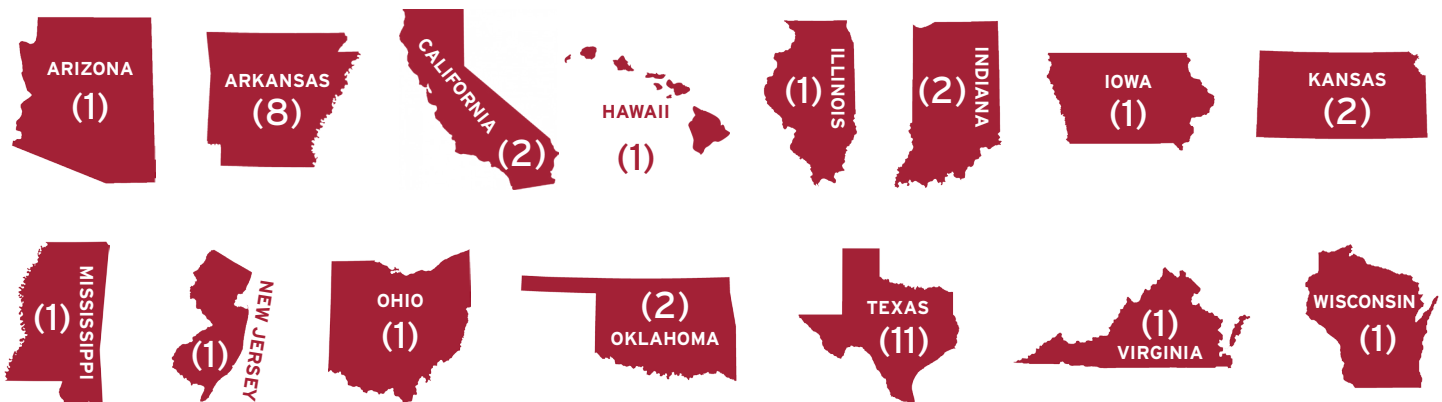 ARIZONA
(1)
ARKANSAS
(8)
CALIFORNIA
(2)
HAWAII
(1)
ILLINOIS
(1)
INDIANA
(2)
IOWA
(1)
KANSAS
(2)
MISSISSIPPI
(1)
NEW JERSEY
(1)
OHIO
(1)
(2)
OKLAHOMA
TEXAS
(11)
(1)
VIRGINIA
WISCONSIN
(1)